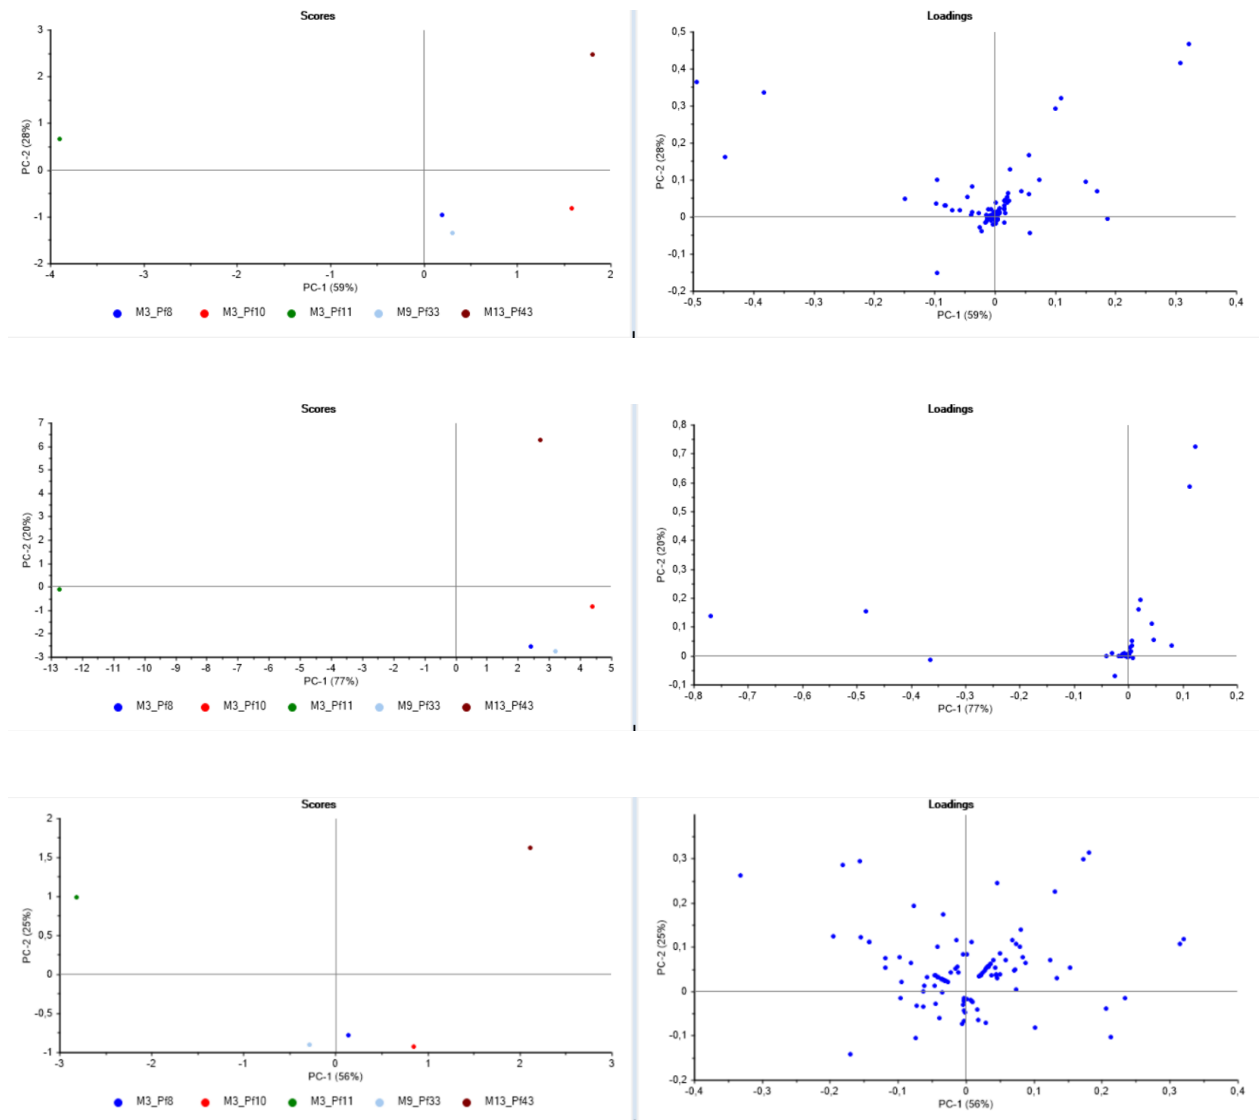 Scores
3
2
1
0
-1
-2
PC-2 (28%)
-4 -3 -2 -1 0 1 2
PC-1 (59%)
M3_Pf8 M3_Pf10 M3_Pf11 M9_Pf33 M13_Pf43
Loadings
0,5
0,4
0,3
0,2
0,1
0
-0,1
-0,2
PC-2 (28%)
-0,5 -0,4 -0,3 -0,2 -0,1 0 0,1 0,2 0,3 0,4
PC-1 (59%)
Scores
7
6
5
4
3
2
1
0
-1
-2
-3
PC-2 (20%)
-13 -12 -11 -10 -9 -8 -7 -6 -5 -4 -3 -2 -1 0 1 2 3 4 5
PC-1 (77%)
M3_Pf8 M3_Pf10 M3_Pf11 M9_Pf33 M13_Pf43
Loadings
0,8
0,7
0,6
0,5
0,4
0,3
0,2
0,1
0
-0,1
PC-2 (20%)
-0,8 -0,7 -0,6 -0,5 -0,4 -0,3 -0,2 -0,1 0 0,1 0,2
PC-1 (77%)
Scores
2
1,5
1
0,5
0
-0,5
-1
PC-2 (25%)
-3 -2 -1 0 1 2 3
PC-1 (56%)
M3_Pf8 M3_Pf10 M3_Pf11 M9_Pf33 M13_Pf43
Loadings
0,3
0,2
0,1
0
-0,1
-0,2
PC-2 (25%)
-0,4 -0,3 -0,2 -0,1 0 0,1 0,2 0,3 0,4
PC-1 (56%)